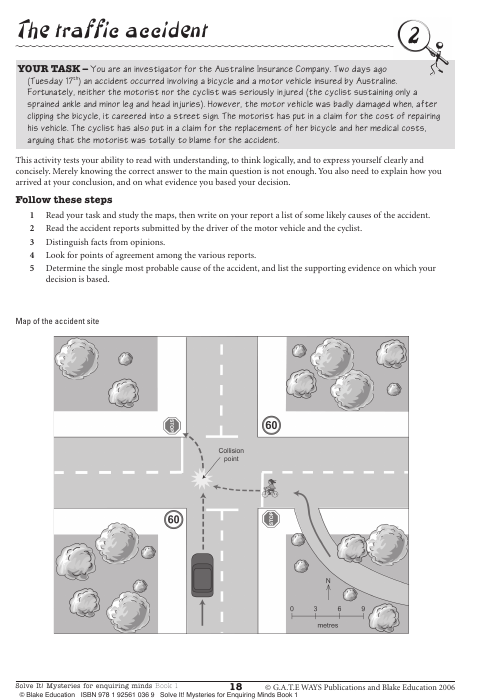 The traffic accident
2
YOUR TASK – You are an investigator for the Australine Insurance Company. Two days ago
(Tuesday 17th) an accident occurred involving a bicycle and a motor vehicle insured by Australine.
Fortunately, neither the motorist nor the cyclist was seriously injured (the cyclist sustaining only a
sprained ankle and minor leg and head injuries). However, the motor vehicle was badly damaged when, after
clipping the bicycle, it careered into a street sign. The motorist has put in a claim for the cost of repairing
his vehicle. The cyclist has also put in a claim for the replacement of her bicycle and her medical costs,
arguing that the motorist was totally to blame for the accident.
This activity tests your ability to read with understanding, to think logically, and to express yourself clearly and
concisely. Merely knowing the correct answer to the main question is not enough. You also need to explain how you
arrived at your conclusion, and on what evidence you based your decision.
Follow these steps
1 Read your task and study the maps, then write on your report a list of some likely causes of the accident.
2 Read the accident reports submitted by the driver of the motor vehicle and the cyclist.
3 Distinguish facts from opinions.
4 Look for points of agreement among the various reports.
5 Determine the single most probable cause of the accident, and list the supporting evidence on which your
decision is based.
Map of the accident site
STOP
60
Collision
point
60
STOP
N
0 3 6 9
metres
Solve It! Mysteries for enquiring minds Book 1
18
© G.A.T.E WAYS Publications and Blake Education 2006
© Blake Education ISBN 978 1 92561 036 9 Solve It! Mysteries for Enquiring Minds Book 1